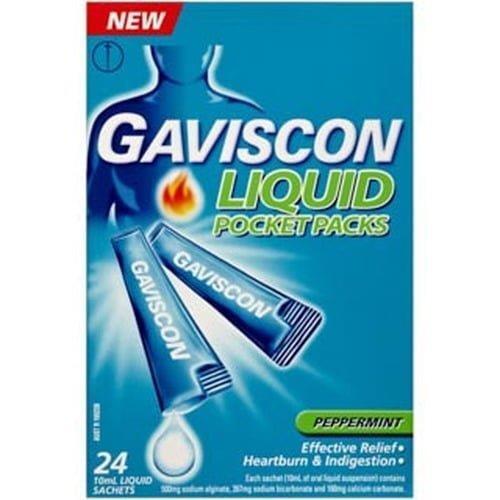 NEW
GAVISCON
LIQUID
POCKET PACKS
GAVISCON
GAVISCON
PEPPERMINT
Effective Relief•
Heartburn & Indigestion•
24
10mL LIQUID
SACHETS
Each sachet (10mL of oral liquid suspension) contains
500mg sodium alginate, 267mg sodium bicarbonate and 160mg calcium carbonate.